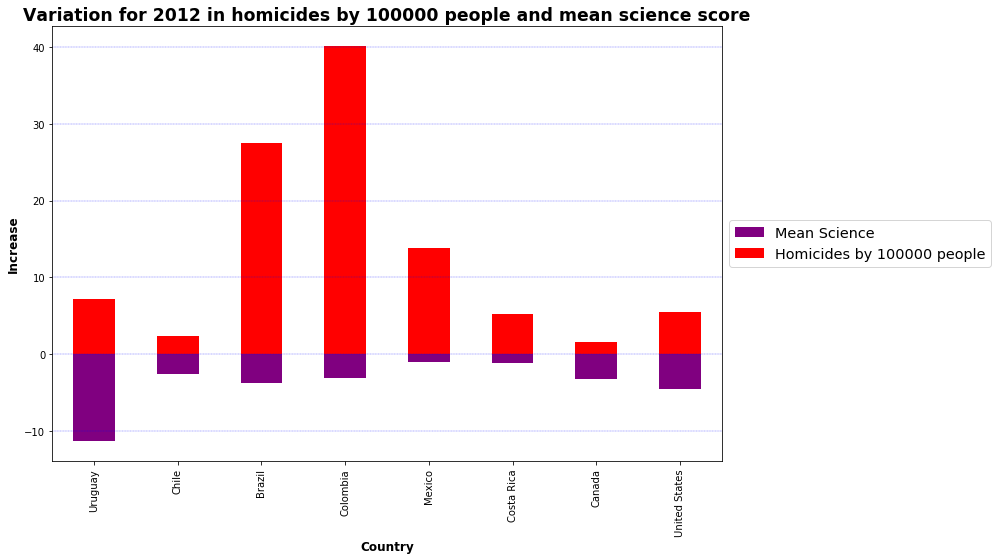 Variation for 2012 in homicides by 100000 people and mean science score
40
30
20
10
0
−10
Increase
Mean Science
Homicides by 100000 people
Uruguay
Chile
Brazil
Colombia
Mexico
Costa Rica
Canada
United States
Country